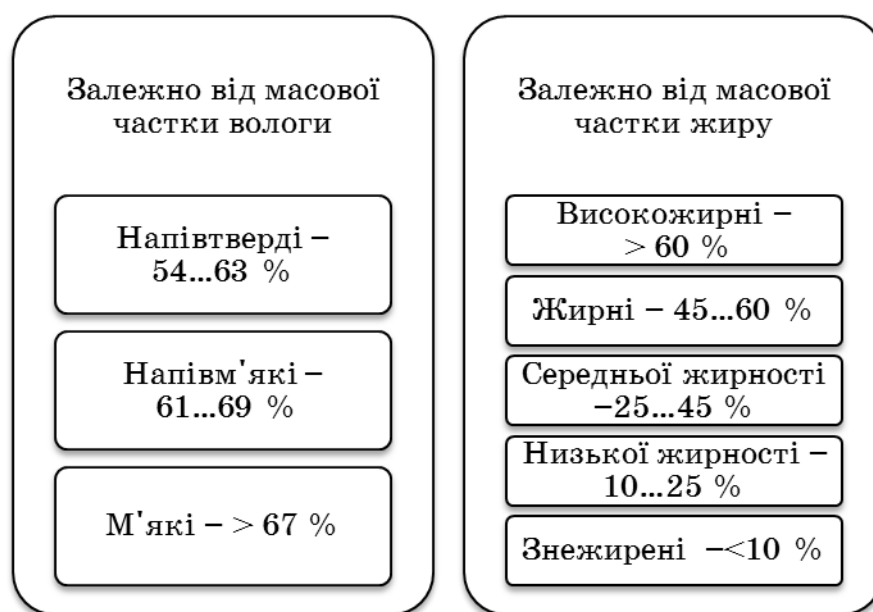 Залежно від масової
частки вологи
Напівтверді –
54...63 %
Напівм'які –
61...69 %
М'які – > 67 %
Залежно від масової
частки жиру
Високожирні –
> 60 %
Жирні – 45...60 %
Середньої жирності
–25...45 %
Низької жирності –
10...25 %
Знежирені –<10 %